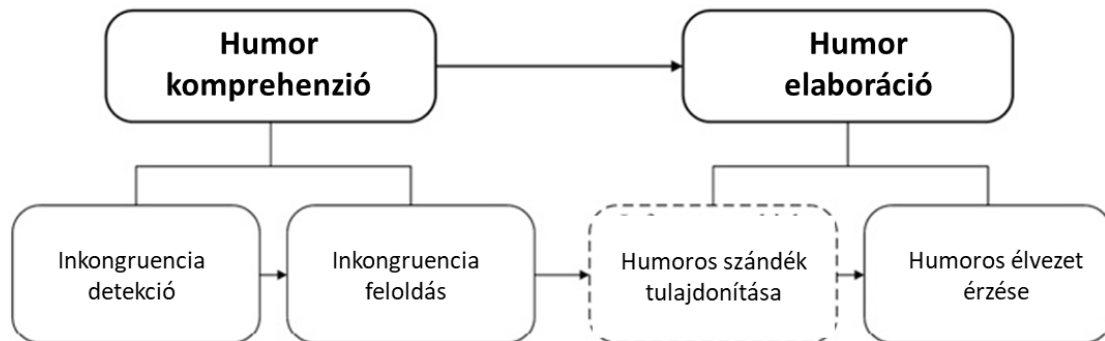 Humor
komprehenzió
Humor
elaboráció
Inkongruencia
detekció
Inkongruencia
feloldás
Humoros szándék
tulajdonítása
Humoros élvezet
érzése